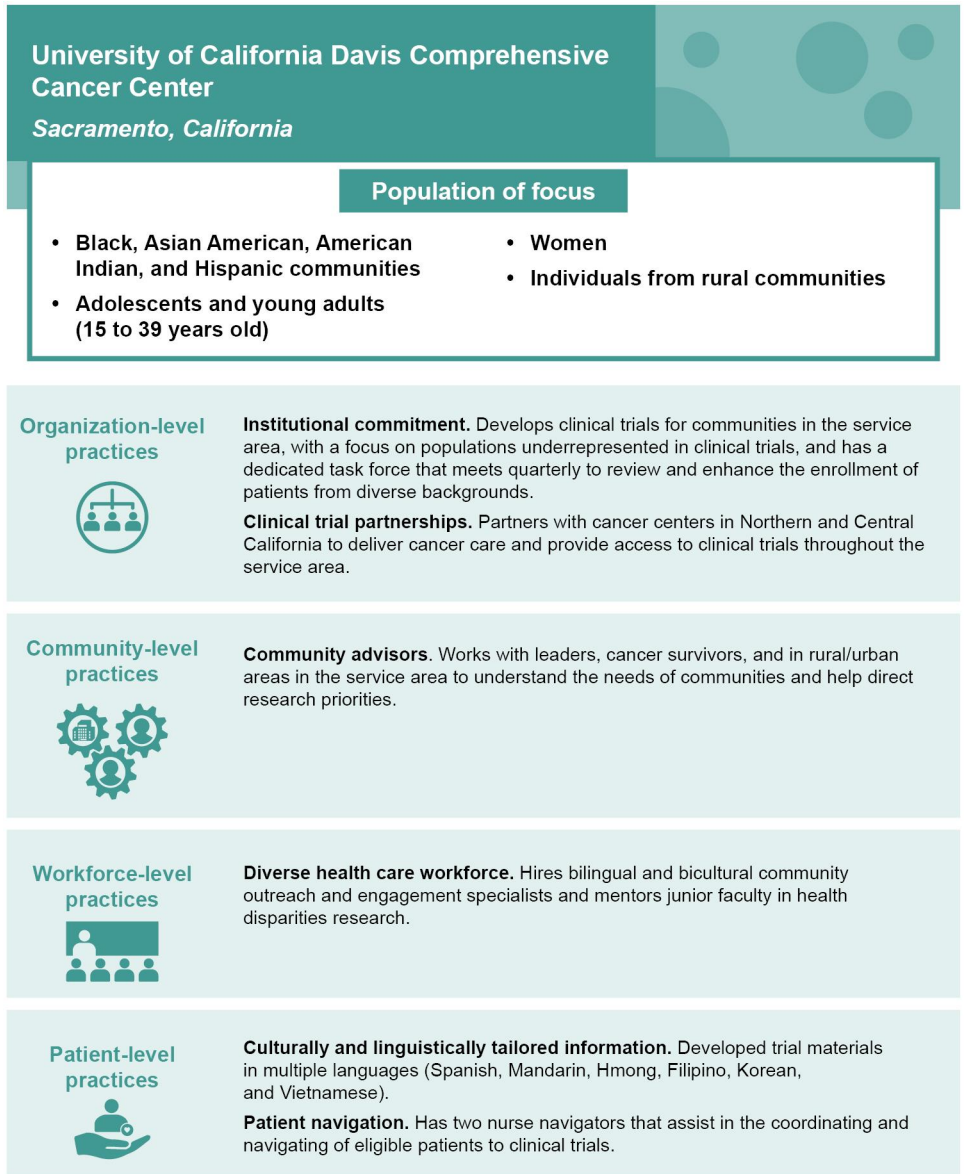 University of California Davis Comprehensive
Cancer Center
Sacramento, California
Population of focus
• Black, Asian American, American
Indian, and Hispanic communities
• Adolescents and young adults
(15 to 39 years old)
• Women
• Individuals from rural communities
Organization-level
practices
Institutional commitment. Develops clinical trials for communities in the service
area, with a focus on populations underrepresented in clinical trials, and has a
dedicated task force that meets quarterly to review and enhance the enrollment of
patients from diverse backgrounds.
Clinical trial partnerships. Partners with cancer centers in Northern and Central
California to deliver cancer care and provide access to clinical trials throughout the
service area.
Community-level
practices
Community advisors. Works with leaders, cancer survivors, and in rural/urban
areas in the service area to understand the needs of communities and help direct
research priorities.
Workforce-level
practices
Diverse health care workforce. Hires bilingual and bicultural community
outreach and engagement specialists and mentors junior faculty in health
disparities research.
Patient-level
practices
Culturally and linguistically tailored information. Developed trial materials
in multiple languages (Spanish, Mandarin, Hmong, Filipino, Korean,
and Vietnamese).
Patient navigation. Has two nurse navigators that assist in the coordinating and
navigating of eligible patients to clinical trials.